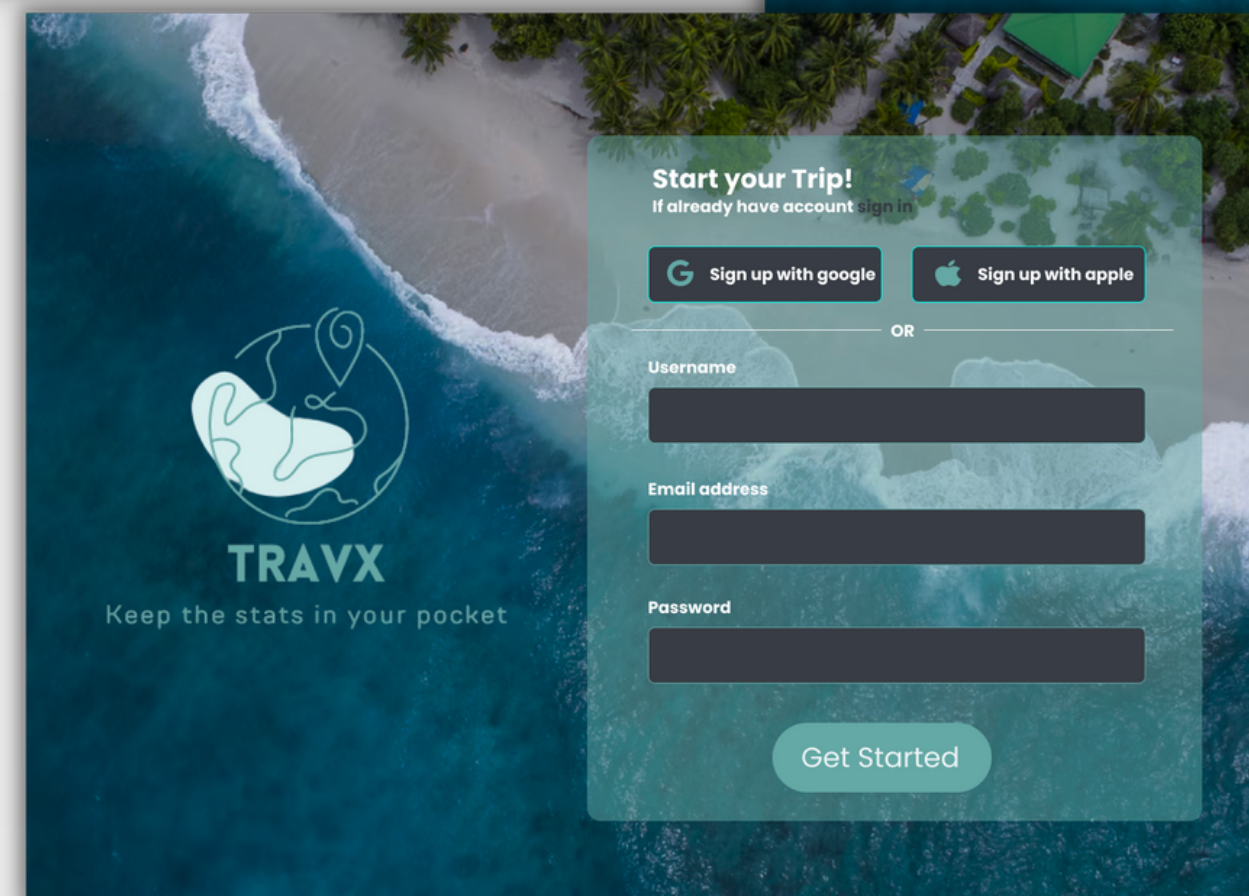 Start your Trip!
If already have account sign in
Sign up with google
Sign up with apple
OR
Username
Email address
Password
Get Started
TRAVX
Keep the stats in your pocket